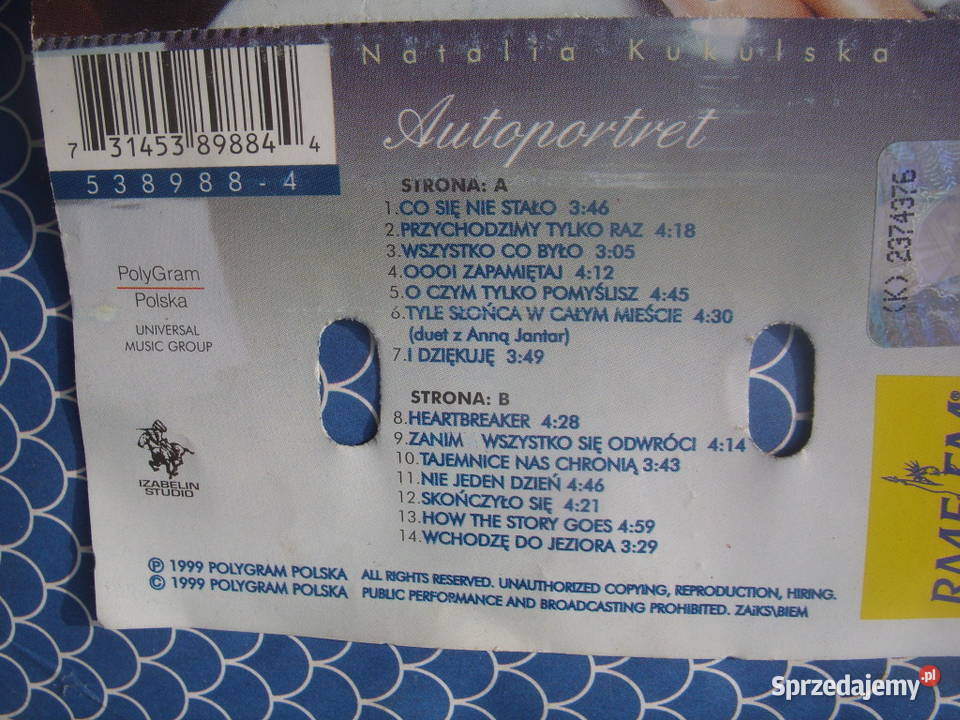 Natalia Kukulska
Autoportret
7 31453 89884 4
538988-4
STRONA: A
1.CO SIĘ NIE STAŁO 3:46
2.PRZYCHODZIMY TYLKO RAZ 4:18
3.WSZYSTKO CO BYŁO 3:05
4.OOO! ZAPAMIĘTAJ 4:12
5.O CZYM TYLKO POMYŚLISZ 4:45
6.TYLE SŁOŃCA W CAŁYM MIEŚCIE 4:30
(duet z Anną Jantar)
7.I DZIĘKUJĘ 3:49
STRONA: B
8.HEARTBREAKER 4:28
9.ZANIM WSZYSTKO SIĘ ODWRÓCI 4:14
10.TAJEMNICE NAS CHRONIĄ 3:43
11.NIE JEDEN DZIEŃ 4:46
12.SKOŃCZYŁO SIĘ 4:21
13.HOW THE STORY GOES 4:59
14.WCHODZĘ DO JEZIORA 3:29
PolyGram
Polska
UNIVERSAL
MUSIC GROUP
IZABELIN
STUDIO
℗ 1999 POLYGRAM POLSKA
© 1999 POLYGRAM POLSKA
ALL RIGHTS RESERVED. UNAUTHORIZED COPYING, REPRODUCTION, HIRING.
PUBLIC PERFORMANCE AND BROADCASTING PROHIBITED. ZAiKS\BIEM
(K) 2374376
RMF FM®
Sprzedajemy.pl